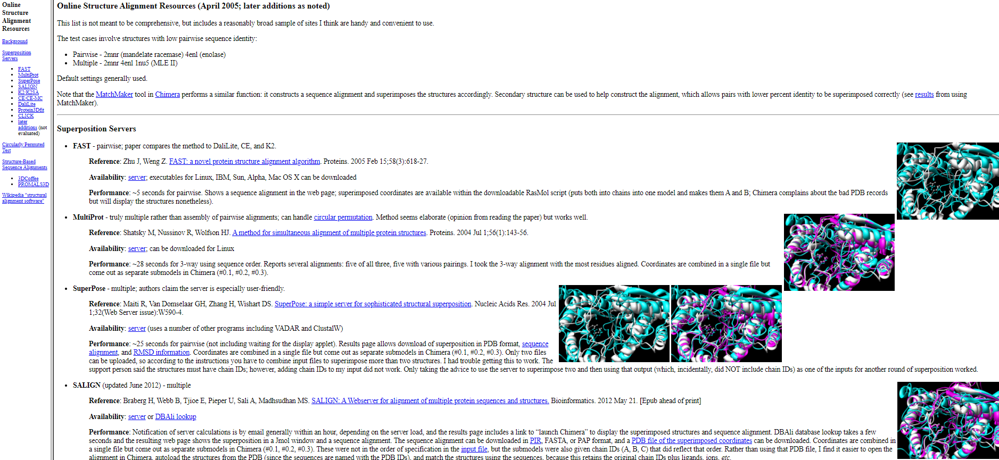 Online
Structure
Alignment
Resources
Background
Superposition
Servers
FAST
MultiProt
SuperPose
SALIGN
K2/K2SA
CE/CE-MC
DaliLite
Protein3Dfit
CLICK
later
additions (not
evaluated)
Circularly Permuted
Test
Structure-Based
Sequence Alignments
3DCoffee
PROMALS3D
Wikipedia "structural
alignment software"
Online Structure Alignment Resources (April 2005; later additions as noted)
This list is not meant to be comprehensive, but includes a reasonably broad sample of sites I think are handy and convenient to use.
The test cases involve structures with low pairwise sequence identity:
• Pairwise - 2mnr (mandelate racemase) 4enl (enolase)
• Multiple - 2mnr 4enl 1nu5 (MLE II)
Default settings generally used.
Note that the MatchMaker tool in Chimera performs a similar function: it constructs a sequence alignment and superimposes the structures accordingly. Secondary structure can be used to help construct the alignment, which allows pairs with lower percent identity to be superimposed correctly (see results from using
MatchMaker).
Superposition Servers
• FAST - pairwise; paper compares the method to DaliLite, CE, and K2.
Reference: Zhu J, Weng Z. FAST: a novel protein structure alignment algorithm. Proteins. 2005 Feb 15;58(3):618-27.
Availability: server; executables for Linux, IBM, Sun, Alpha, Mac OS X can be downloaded
Performance: ~5 seconds for pairwise. Shows a sequence alignment in the web page; superimposed coordinates are available within the downloadable RasMol script (puts both into chains into one model and makes them A and B; Chimera complains about the bad PDB records
but will display the structures nonetheless).
• MultiProt - truly multiple rather than assembly of pairwise alignments; can handle circular permutation. Method seems elaborate (opinion from reading the paper) but works well.
Reference: Shatsky M, Nussinov R, Wolfson HJ. A method for simultaneous alignment of multiple protein structures. Proteins. 2004 Jul 1;56(1):143-56.
Availability: server; can be downloaded for Linux
Performance: ~28 seconds for 3-way using sequence order. Reports several alignments: five of all three, five with various pairings. I took the 3-way alignment with the most residues aligned. Coordinates are combined in a single file but
come out as separate submodels in Chimera (#0.1, #0.2, #0.3).
• SuperPose - multiple; authors claim the server is especially user-friendly.
Reference: Maiti R, Van Domselaar GH, Zhang H, Wishart DS. SuperPose: a simple server for sophisticated structural superposition. Nucleic Acids Res. 2004 Jul
1;32(Web Server issue):W590-4.
Availability: server (uses a number of other programs including VADAR and ClustalW)
Performance: ~25 seconds for pairwise (not including waiting for the display applet). Results page allows download of superposition in PDB format, sequence
alignment, and RMSD information. Coordinates are combined in a single file but come out as separate submodels in Chimera (#0.1, #0.2, #0.3). Only two files
can be uploaded, so according to the instructions you have to combine input files to superimpose more than two structures. I had trouble getting this to work. The
support person said the structures must have chain IDs; however, adding chain IDs to my input did not work. Only taking the advice to use the server to superimpose two and then using that output (which, incidentally, did NOT include chain IDs) as one of the inputs for another round of superposition worked.
• SALIGN (updated June 2012) - multiple
Reference: Braberg H, Webb B, Tjioe E, Pieper U, Sali A, Madhsudhan MS. SALIGN: A Webserver for alignment of multiple protein sequences and structures. Bioinformatics. 2012 May 21. [Epub ahead of print]
Availability: server or DBAli lookup
Performance: Notification of server calculations is by email generally within an hour, depending on the server load, and the results page includes a link to “launch Chimera” to display the superimposed structures and sequence alignment. DBAli database lookup takes a few
seconds and the resulting web page shows the superposition in a Jmol window and a sequence alignment. The sequence alignment can be downloaded in PIR, FASTA, or PAP format, and a PDB file of the superimposed coordinates can be downloaded. Coordinates are combined in
a single file but come out as separate submodels in Chimera (#0.1, #0.2, #0.3). These were not in the order of specification in the input file, but the submodels were also given chain IDs (A, B, C) that did reflect that order. Rather than using that PDB file, I find it easier to open the
alignment in Chimera, autoload the structures from the PDB (since the sequences are named with the PDB IDs), and match the structures using the sequences, because this retains the original chain IDs plus ligands, ions, etc.